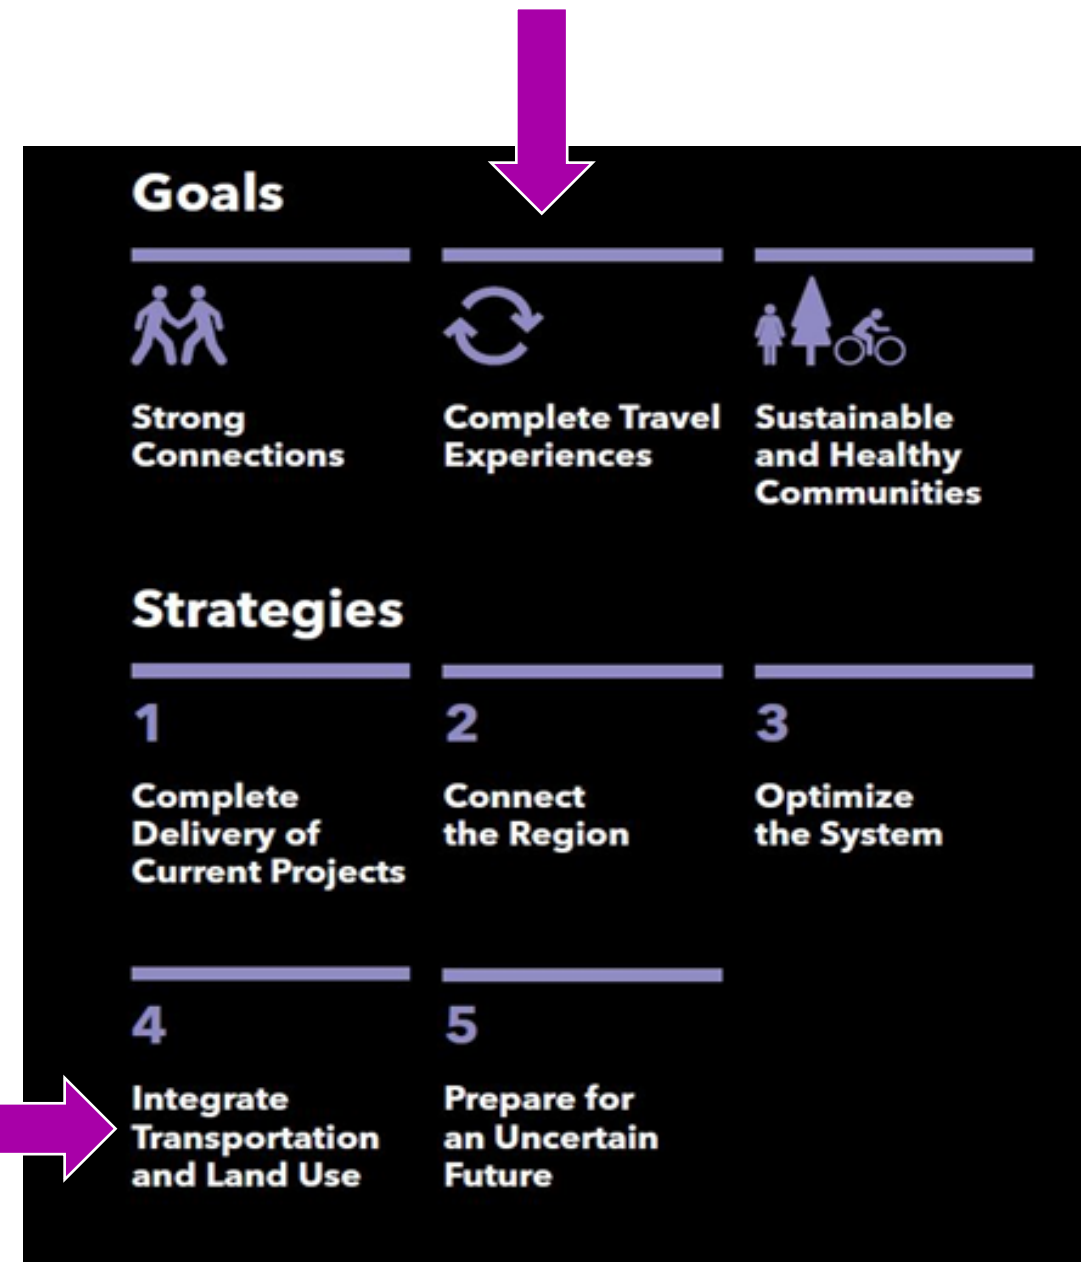 Goals
Strong
Connections
Complete Travel
Experiences
Sustainable
and Healthy
Communities
Strategies
1
Complete
Delivery of
Current Projects
2
Connect
the Region
3
Optimize
the System
4
Integrate
Transportation
and Land Use
5
Prepare for
an Uncertain
Future